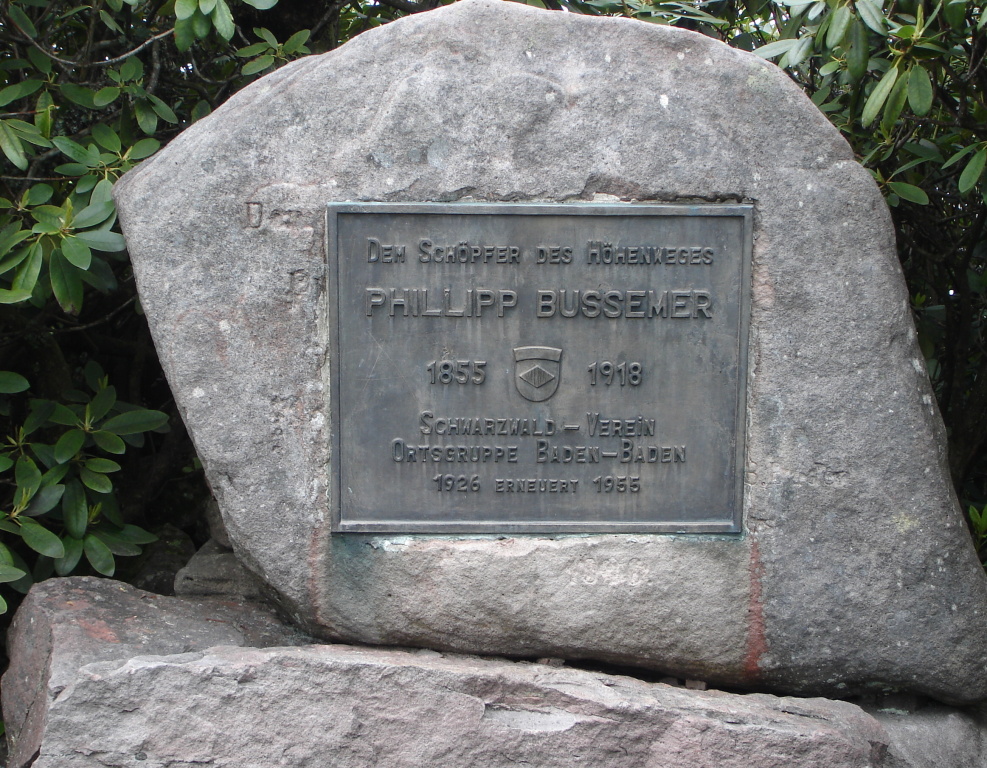 Dem Schöpfer des Höhenweges
PHILLIPP BUSSEMER
1855 1918
Schwarzwald – Verein
Ortsgruppe Baden–Baden
1926 erneuert 1955